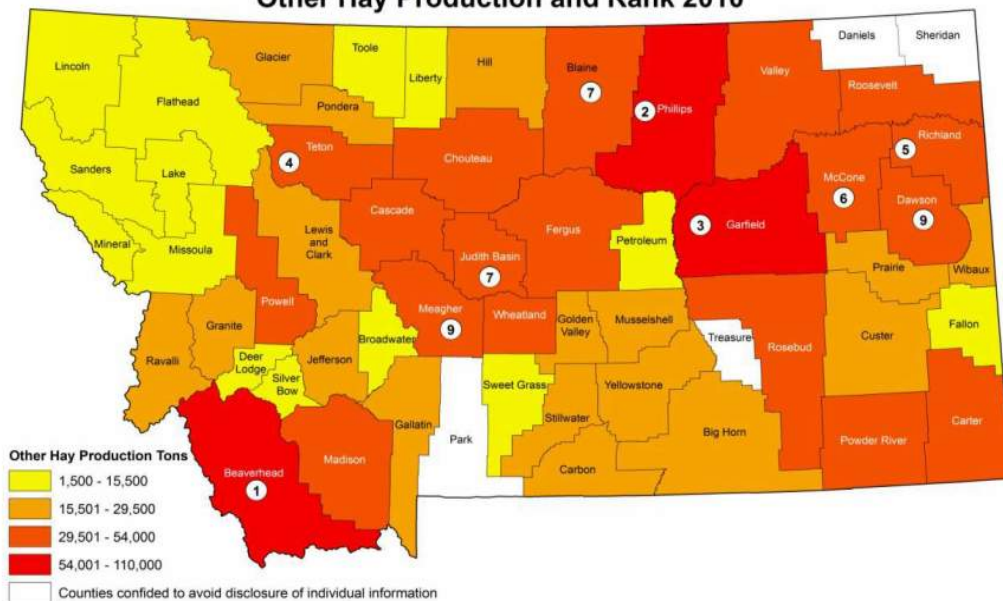 Other Hay Production and Rank 2010
Daniels
Sheridan
Lincoln
Glacier
Toole
Liberty
Hill
Blaine
7
2
Phillips
Valley
Roosevelt
Flathead
Pondera
Richland
5
Teton
4
Chouteau
Sanders
Lake
McCone
6
Dawson
9
Cascade
Lewis
and
Clark
Fergus
Petroleum
3
Garfield
Mineral
Missoula
Judith Basin
7
Prairie
Wibaux
Powell
Meagher
9
Wheatland
Golden
Valley
Musselshell
Granite
Broadwater
Treasure
Rosebud
Custer
Fallon
Ravalli
Deer
Lodge
Silver
Bow
Jefferson
Sweet Grass
Yellowstone
Gallatin
Park
Stillwater
Big Horn
Powder River
Carter
Carbon
Beaverhead
1
Madison
Other Hay Production Tons
1,500 - 15,500
15,501 - 29,500
29,501 - 54,000
54,001 - 110,000
Counties confided to avoid disclosure of individual information